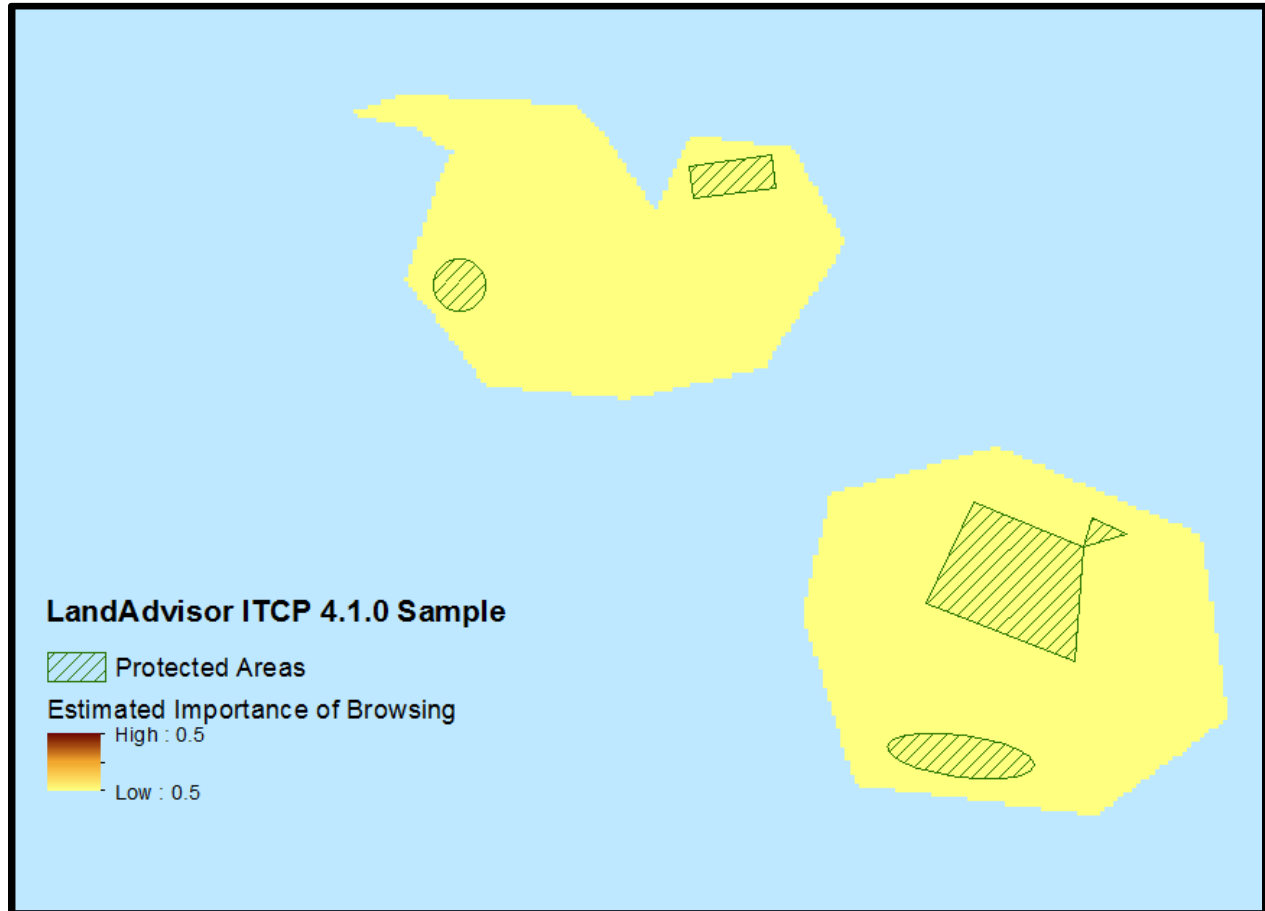 LandAdvisor ITCP 4.1.0 Sample
Protected Areas
Estimated Importance of Browsing
High : 0.5
Low : 0.5